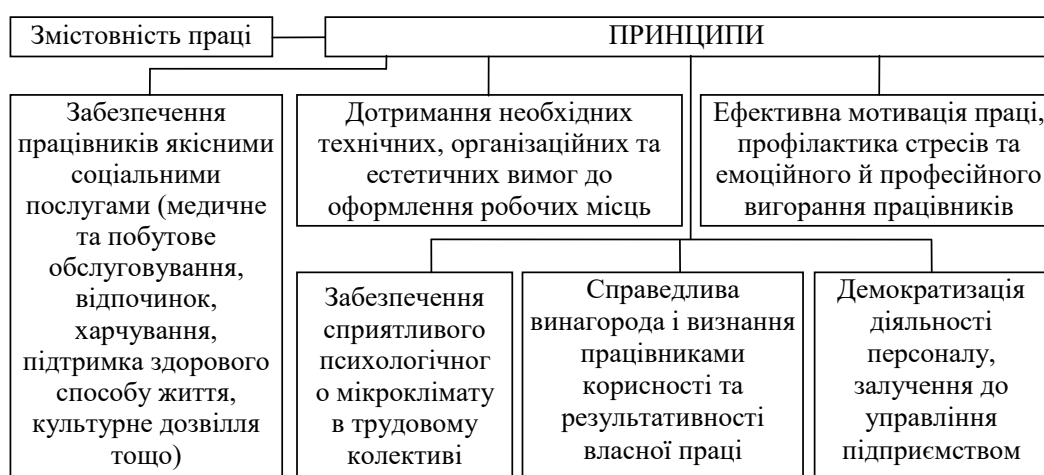 Змістовність праці
ПРИНЦИПИ
Забезпечення
працівників якісними
соціальними
послугами (медичне
та побутове
обслуговування,
відпочинок,
харчування,
підтримка здорового
способу життя,
культурне дозвілля
тощо)
Дотримання необхідних
технічних, організаційних та
естетичних вимог до
оформлення робочих місць
Ефективна мотивація праці,
профілактика стресів та
емоційного й професійного
вигорання працівників
Забезпечення
сприятливого
психологічног
о мікроклімату
в трудовому
колективі
Справедлива
винагорода і визнання
працівниками
корисності та
результативності
власної праці
Демократизація
діяльності
персоналу,
залучення до
управління
підприємством